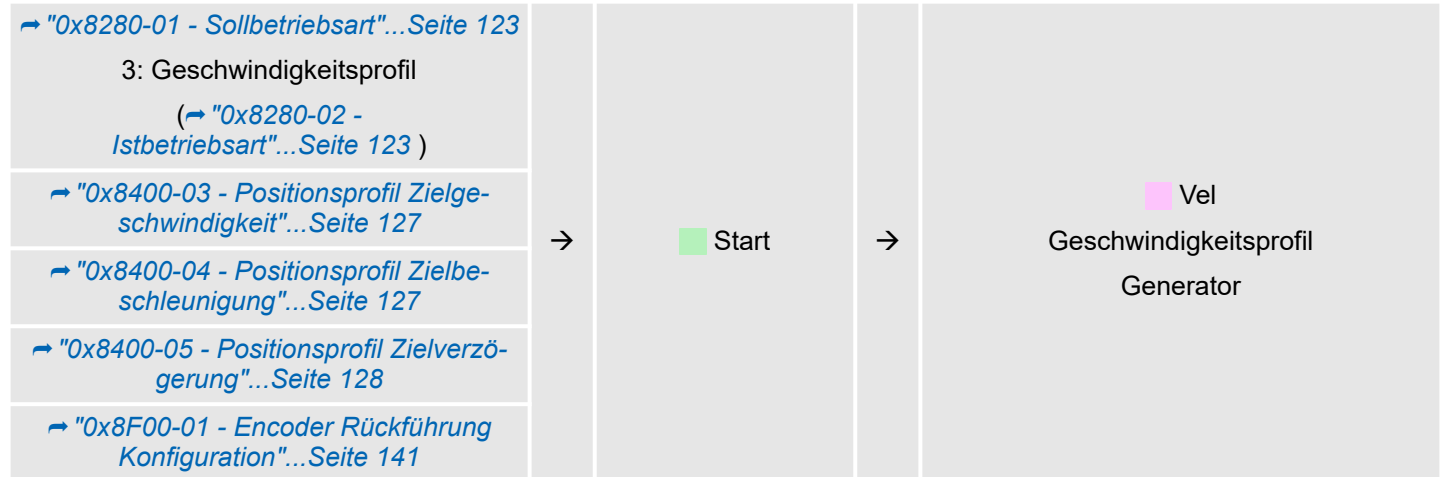 ➦ "0x8280-01 - Sollbetriebsart"...Seite 123
3: Geschwindigkeitsprofil
(➦ "0x8280-02 -
Istbetriebsart"...Seite 123 )
➦ "0x8400-03 - Positionsprofil Zielge-
schwindigkeit"...Seite 127
➦ "0x8400-04 - Positionsprofil Zielbe-
schleunigung"...Seite 127
➦ "0x8400-05 - Positionsprofil Zielverzö-
gerung"...Seite 128
➦ "0x8F00-01 - Encoder Rückführung
Konfiguration"...Seite 141
→
Start
→
Vel
Geschwindigkeitsprofil
Generator